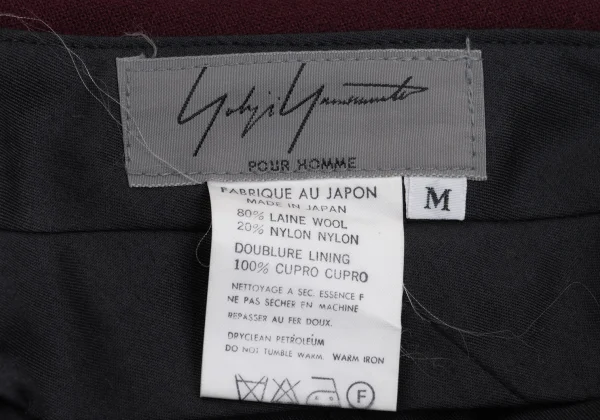 Yohji Yamamoto
POUR HOMME
M
FABRIQUE AU JAPON
MADE IN JAPAN
80% LAINE WOOL
20% NYLON NYLON
DOUBLURE LINING
100% CUPRO CUPRO
NETTOYAGE A SEC. ESSENCE F
NE PAS SECHER EN MACHINE
REPASSER AU FER DOUX.
DRYCLEAN PETROLEUM
DO NOT TUMBLE WARM. WARM IRON
F